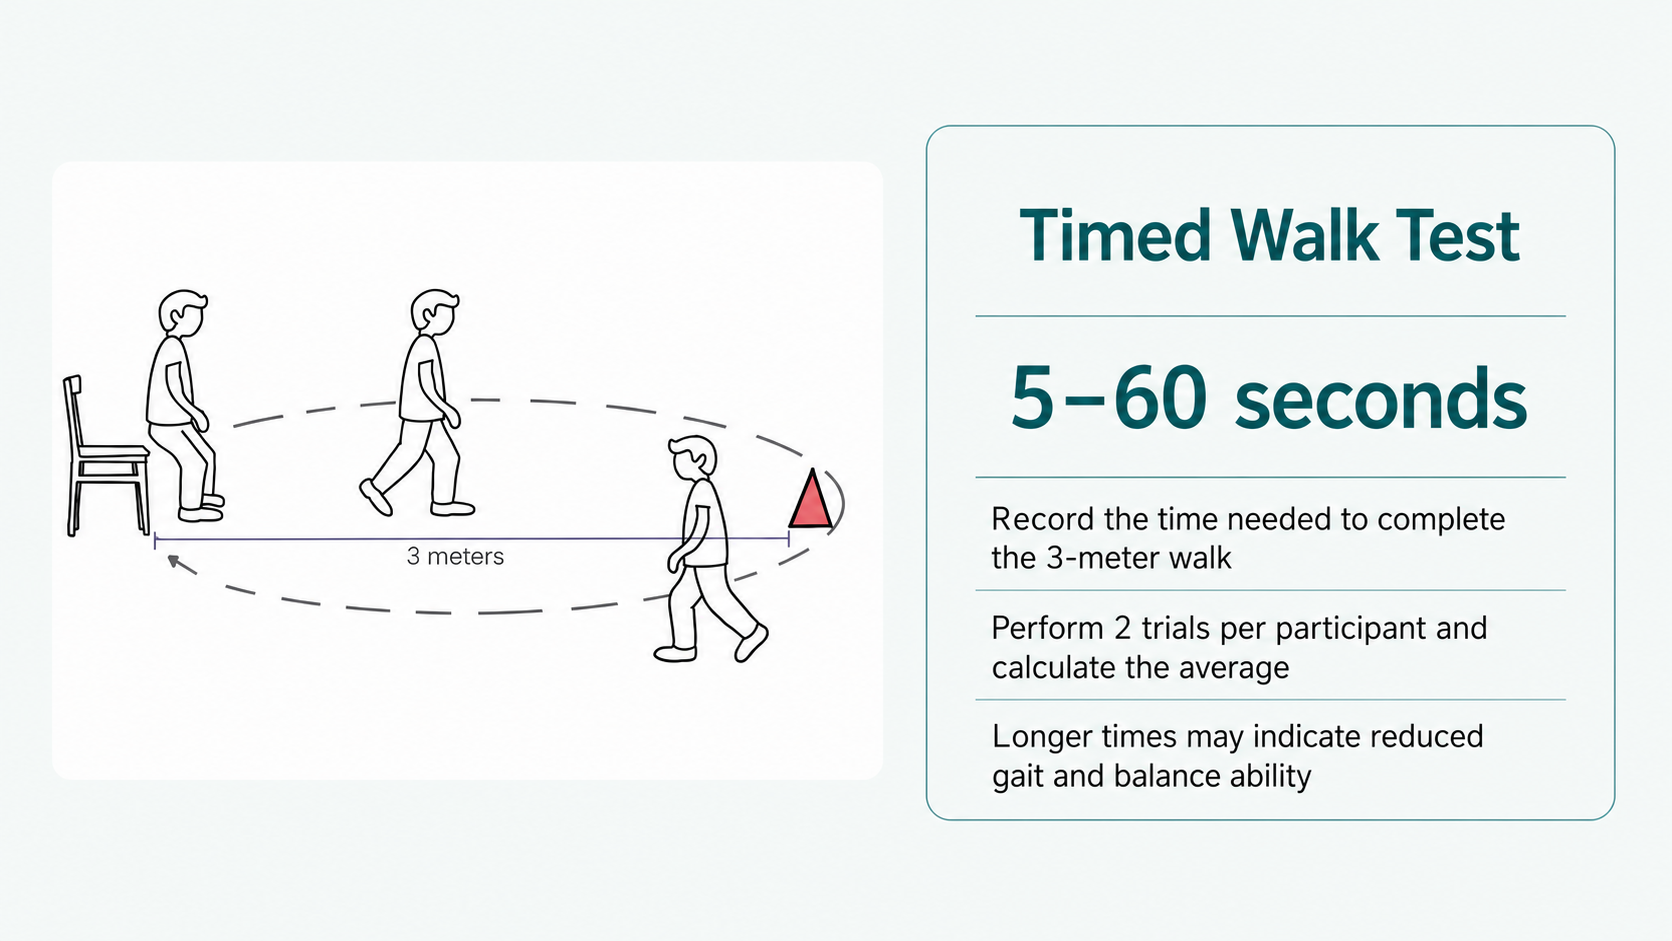 3 meters
Timed Walk Test
5–60 seconds
Record the time needed to complete
the 3-meter walk
Perform 2 trials per participant and
calculate the average
Longer times may indicate reduced
gait and balance ability